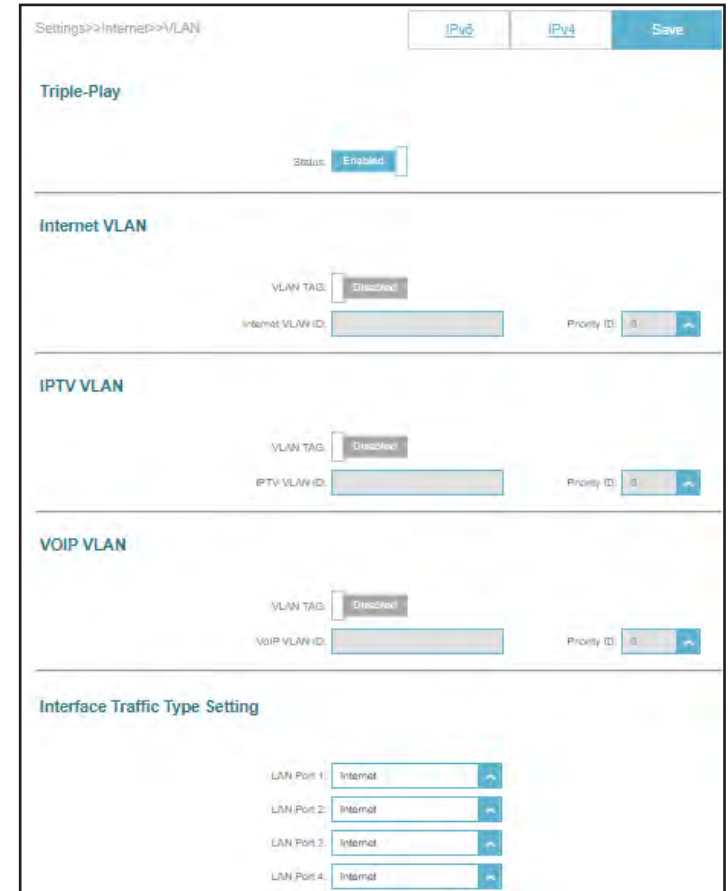 Settings>>Internet>>VLAN IPv6 IPv4 Save
Triple-Play
Status: Enabled
Internet VLAN
VLAN TAG: Disabled
Internet VLAN ID: Priority ID: 0
IPTV VLAN
VLAN TAG: Disabled
IPTV VLAN ID: Priority ID: 0
VOIP VLAN
VLAN TAG: Disabled
VoIP VLAN ID: Priority ID: 0
Interface Traffic Type Setting
LAN Port 1: Internet
LAN Port 2: Internet
LAN Port 3: Internet
LAN Port 4: Internet